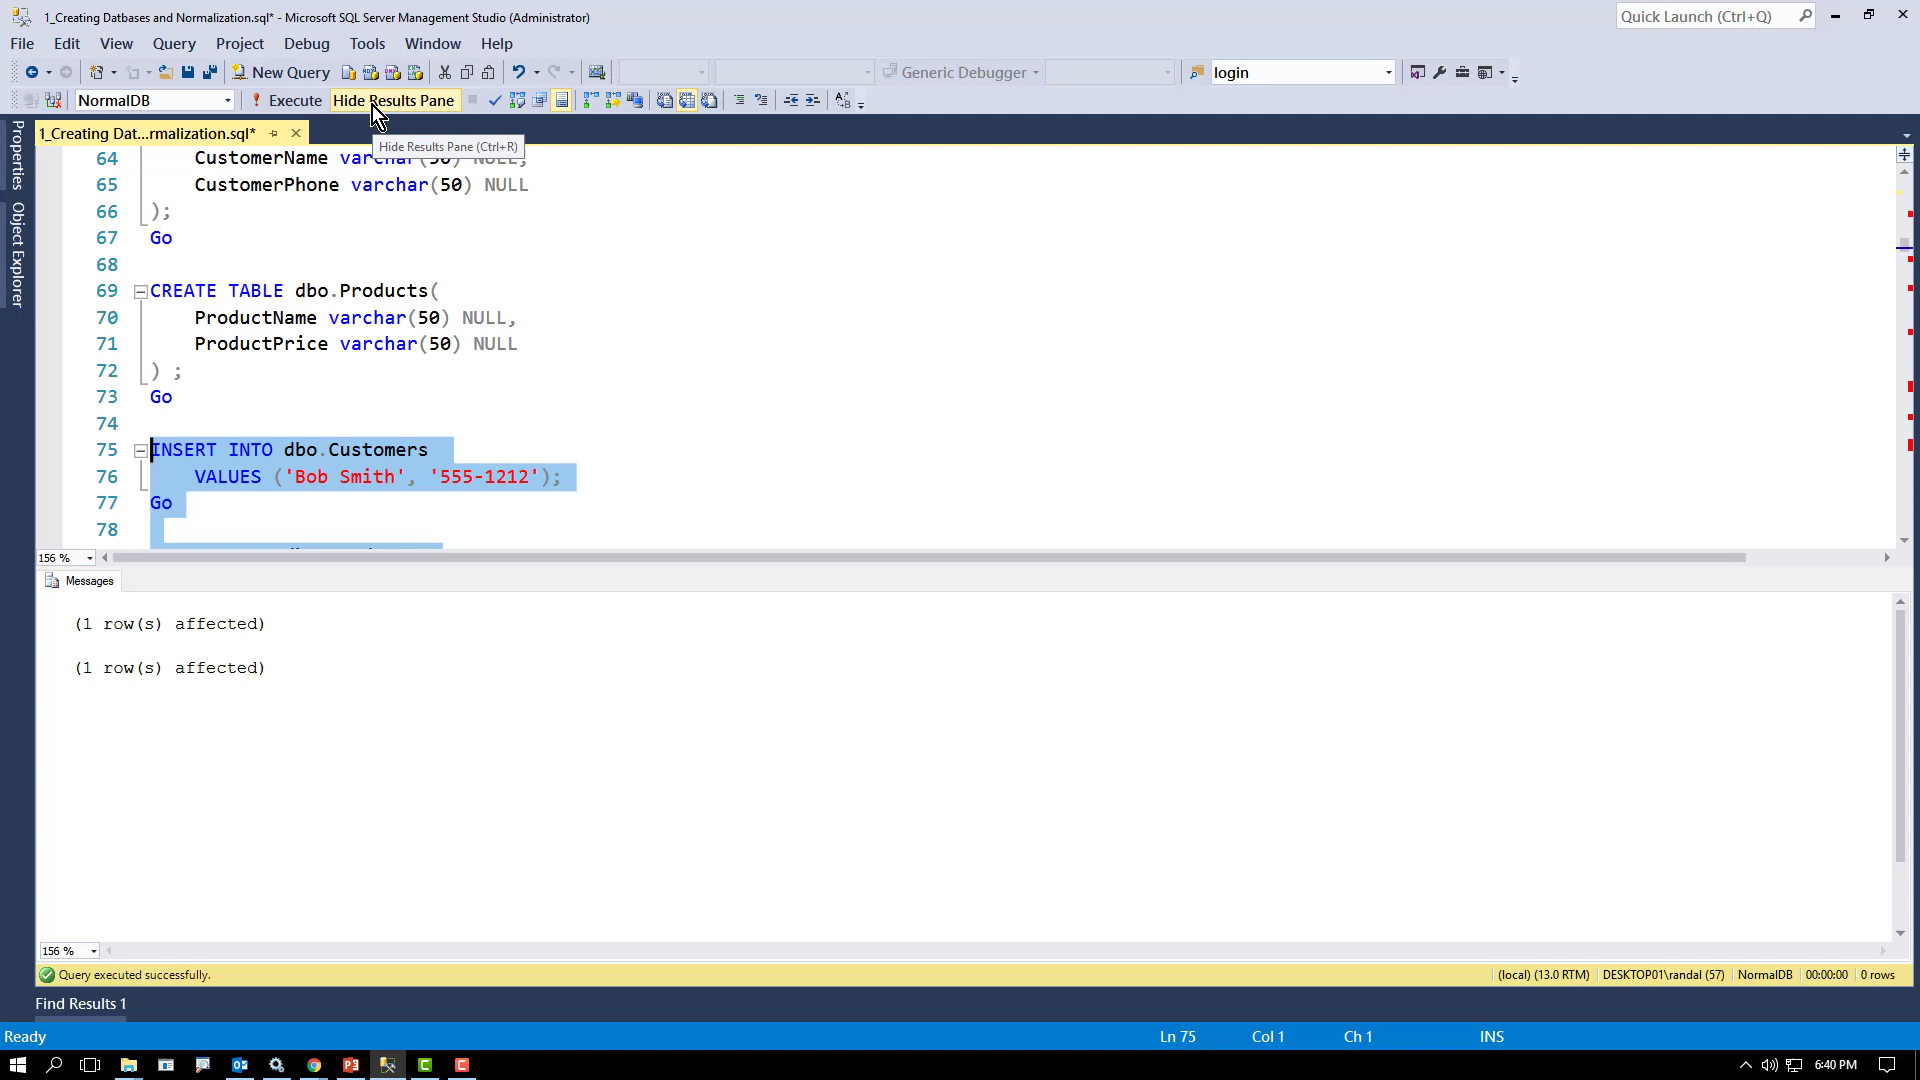 1_Creating Datbases and Normalization.sql* - Microsoft SQL Server Management Studio (Administrator)
Quick Launch (Ctrl+Q)
File Edit View Query Project Debug Tools Window Help
New Query Generic Debugger login
NormalDB Execute Hide Results Pane
1_Creating Dat...rmalization.sql*
Hide Results Pane (Ctrl+R)
Properties
Object Explorer
64 CustomerName varchar(50) NULL,
65 CustomerPhone varchar(50) NULL
66 );
67 Go
68
69 CREATE TABLE dbo.Products(
70 ProductName varchar(50) NULL,
71 ProductPrice varchar(50) NULL
72 ) ;
73 Go
74
75 INSERT INTO dbo.Customers
76 VALUES ('Bob Smith', '555-1212');
77 Go
78
156 %
Messages
(1 row(s) affected)
(1 row(s) affected)
156 %
Query executed successfully. (local) (13.0 RTM) DESKTOP01\randal (57) NormalDB 00:00:00 0 rows
Find Results 1
Ready Ln 75 Col 1 Ch 1 INS
6:40 PM